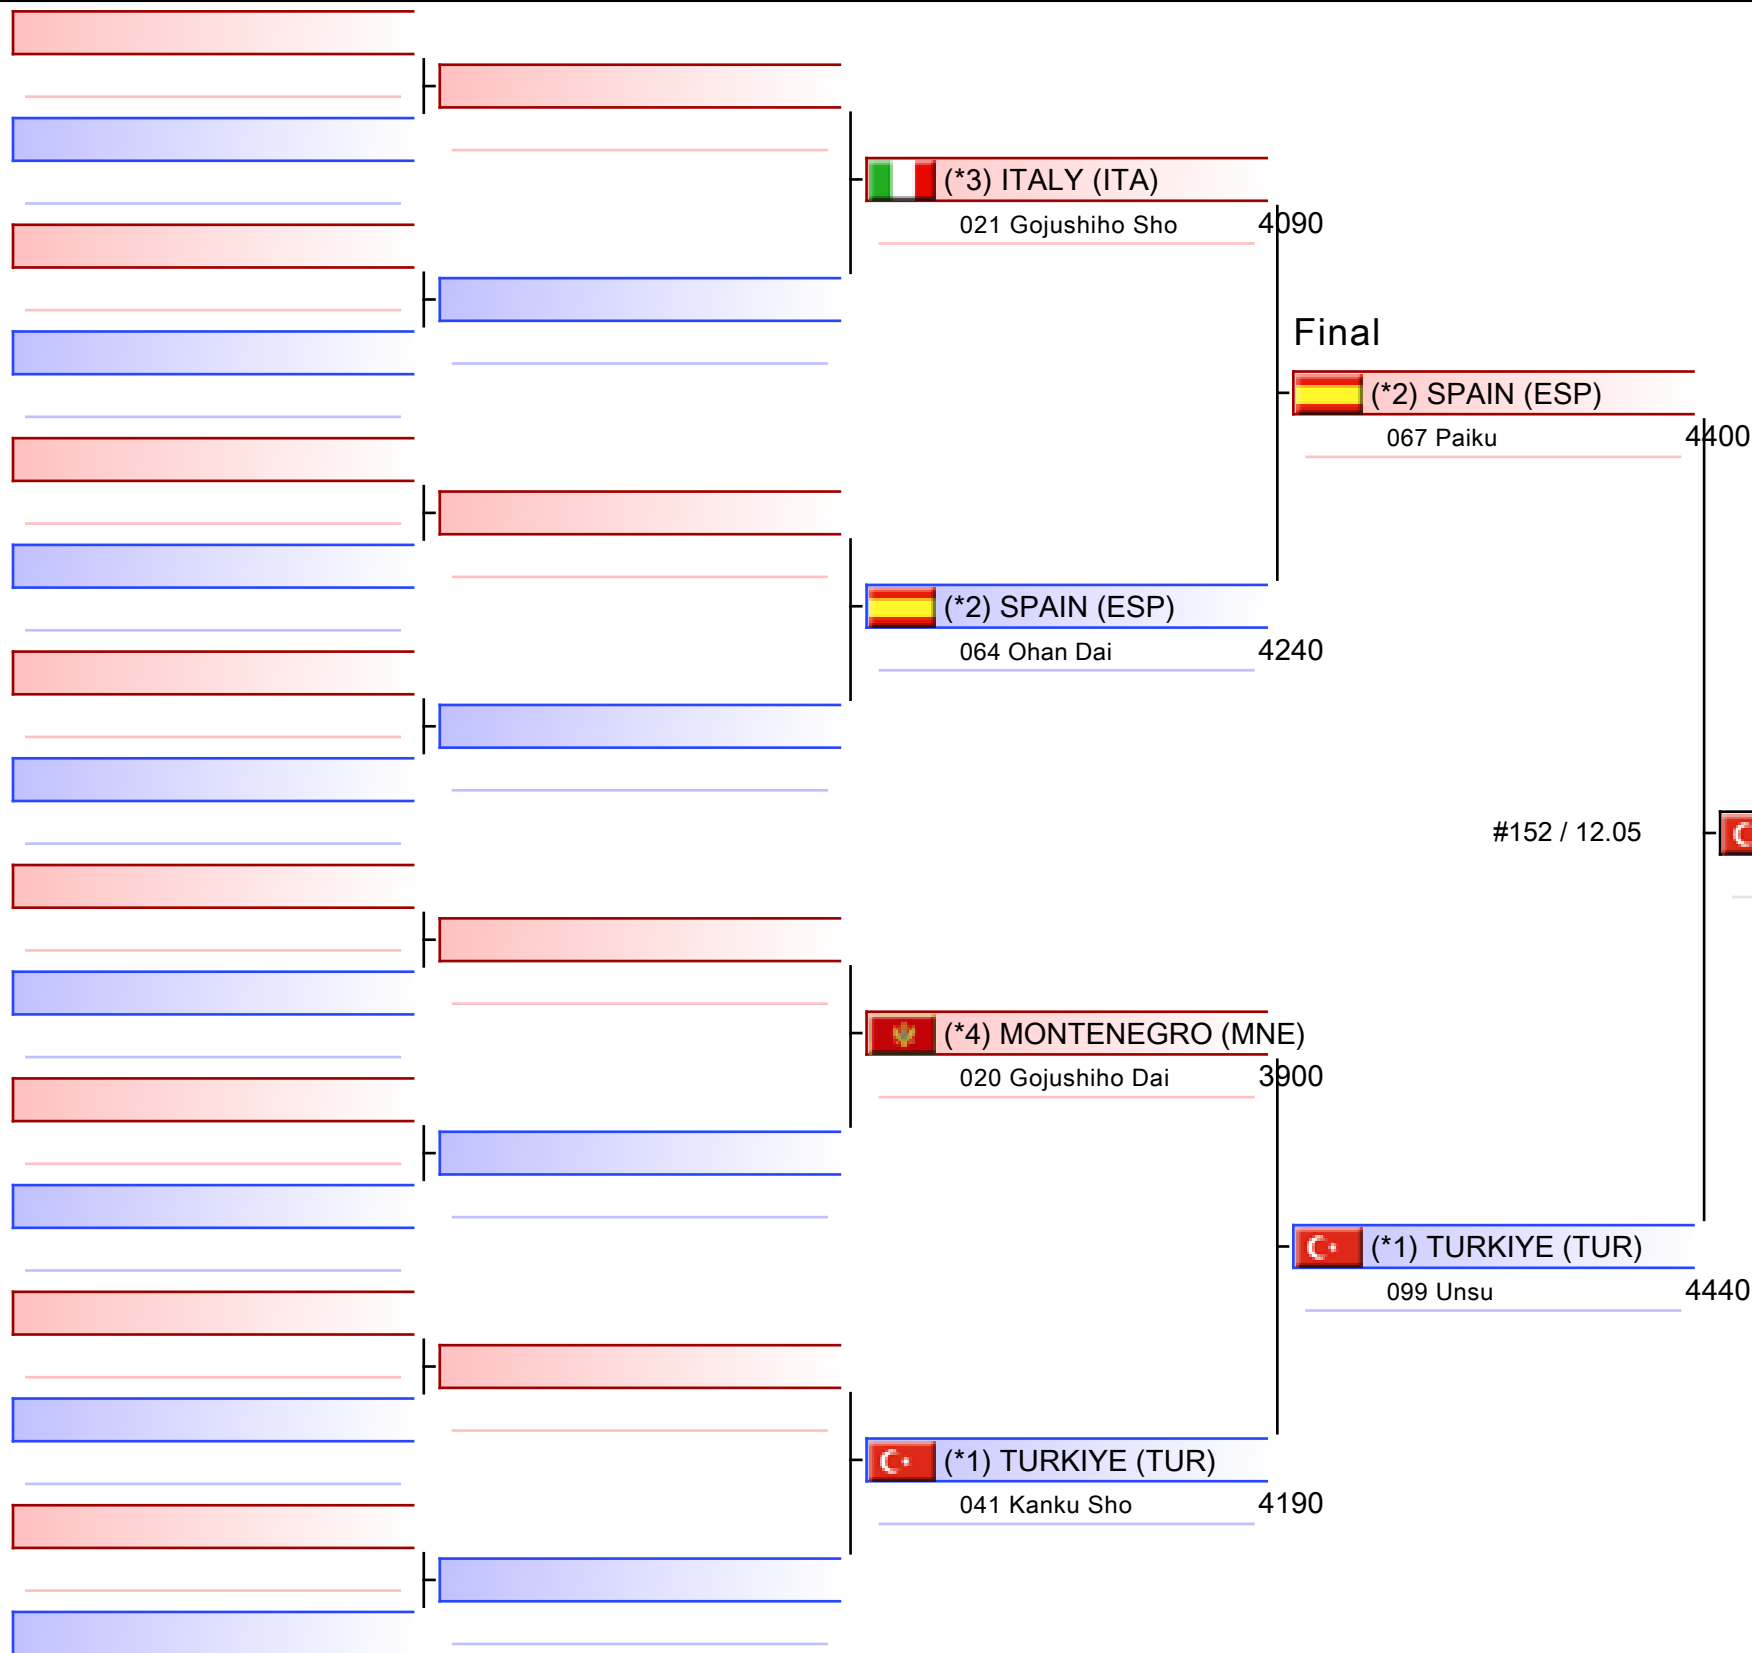 (*3) ITALY (ITA)
021 Gojushiho Sho 4090
Final
(*2) SPAIN (ESP)
067 Paiku 4400
(*2) SPAIN (ESP)
064 Ohan Dai 4240
#152 / 12.05
(*4) MONTENEGRO (MNE)
020 Gojushiho Dai 3900
(*1) TURKIYE (TUR)
099 Unsu 4440
(*1) TURKIYE (TUR)
041 Kanku Sho 4190